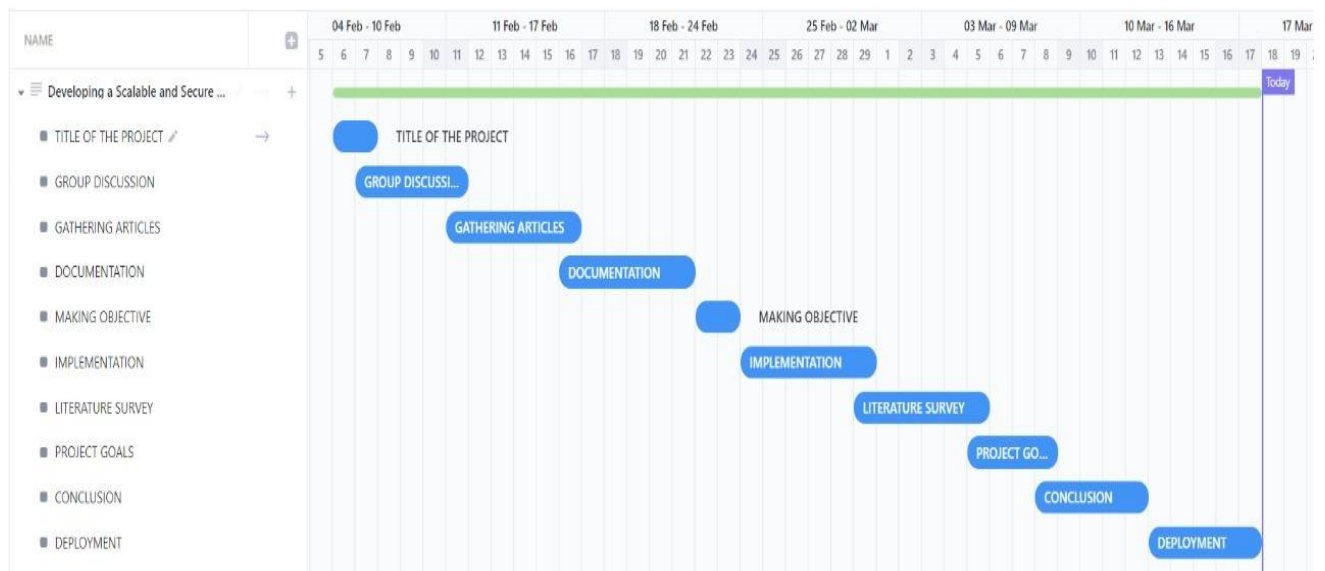 NAME
04 Feb - 10 Feb 11 Feb - 17 Feb 18 Feb - 24 Feb 25 Feb - 02 Mar 03 Mar - 09 Mar 10 Mar - 16 Mar 17 Mar
5 6 7 8 9 10 11 12 13 14 15 16 17 18 19 20 21 22 23 24 25 26 27 28 29 1 2 3 4 5 6 7 8 9 10 11 12 13 14 15 16 17 18 19
Developing a Scalable and Secure ... Today
TITLE OF THE PROJECT TITLE OF THE PROJECT
GROUP DISCUSSION GROUP DISCUSSI...
GATHERING ARTICLES GATHERING ARTICLES
DOCUMENTATION DOCUMENTATION
MAKING OBJECTIVE MAKING OBJECTIVE
IMPLEMENTATION IMPLEMENTATION
LITERATURE SURVEY LITERATURE SURVEY
PROJECT GOALS PROJECT GO...
CONCLUSION CONCLUSION
DEPLOYMENT DEPLOYMENT